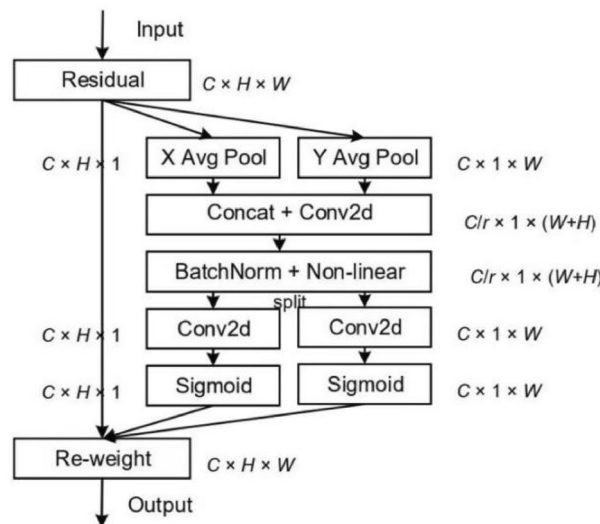 Input
Residual
C × H × W
C × H × 1
X Avg Pool
Y Avg Pool
C × 1 × W
Concat + Conv2d
C/r × 1 × (W+H)
BatchNorm + Non-linear
C/r × 1 × (W+H)
split
C × H × 1
Conv2d
Conv2d
C × 1 × W
C × H × 1
Sigmoid
Sigmoid
C × 1 × W
Re-weight
C × H × W
Output